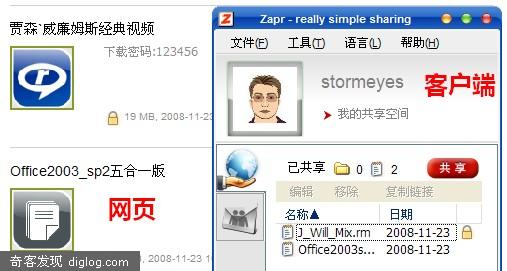 贾森`威廉姆斯经典视频
下载密码:123456
19 MB, 2008-11-23
Office2003_sp2五合一版
网页
MB, 2008-11-23
奇客发现 diglog.com
Zapr - really simple sharing
文件(F) 工具(T) 语言(L) 帮助(H)
stormeyes
客户端
我的共享空间
已共享 0 2 共享
编辑 移除 复制链接
名称 日期
J_Will_Mix.rm 2008-11-23
Office2003s... 2008-11-23